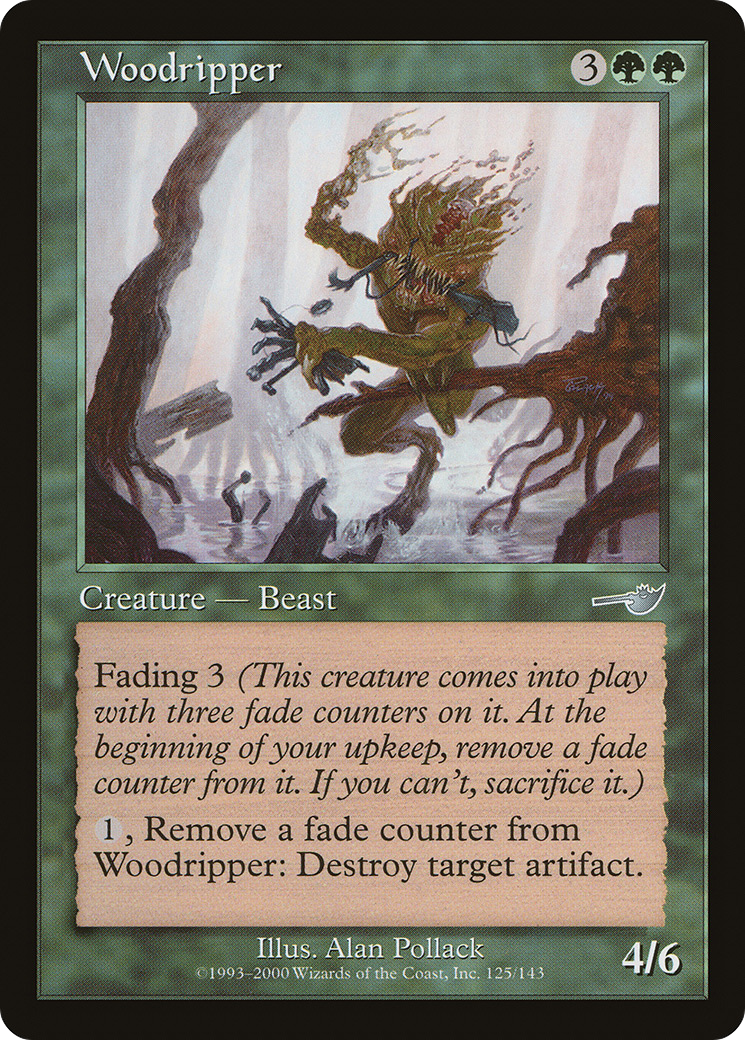 Woodripper 3
Creature — Beast
Fading 3 (This creature comes into play
with three fade counters on it. At the
beginning of your upkeep, remove a fade
counter from it. If you can't, sacrifice it.)
1, Remove a fade counter from
Woodripper: Destroy target artifact.
Illus. Alan Pollack
©1993–2000 Wizards of the Coast, Inc. 125/143
4/6